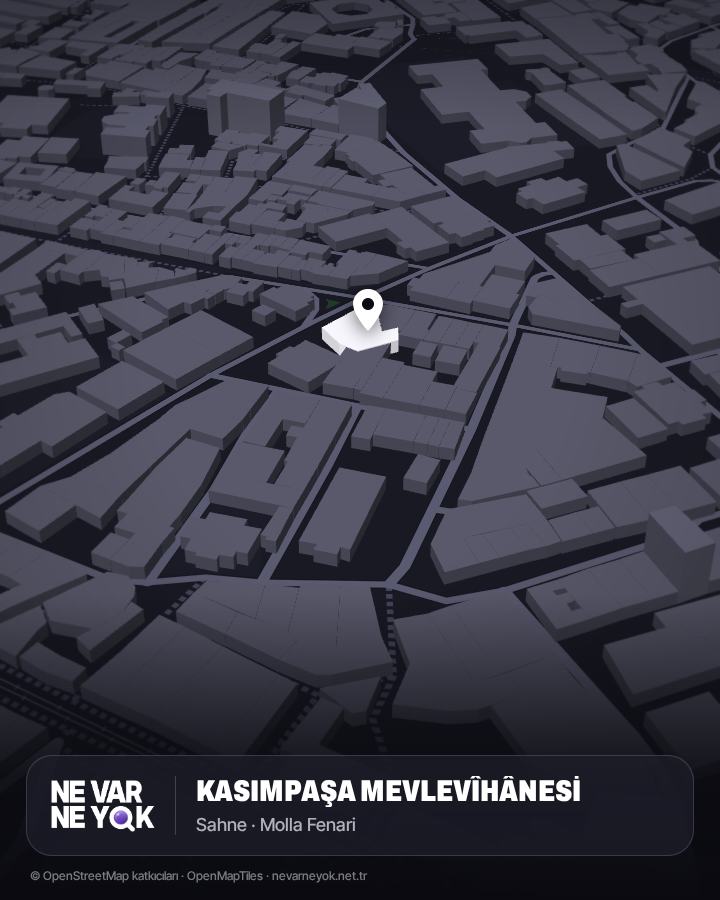 NE VAR
NE YOK
KASIMPAŞA MEVLEVÎHÂNESİ
Sahne · Molla Fenari
© OpenStreetMap katkıcıları · OpenMapTiles · nevarneyok.net.tr